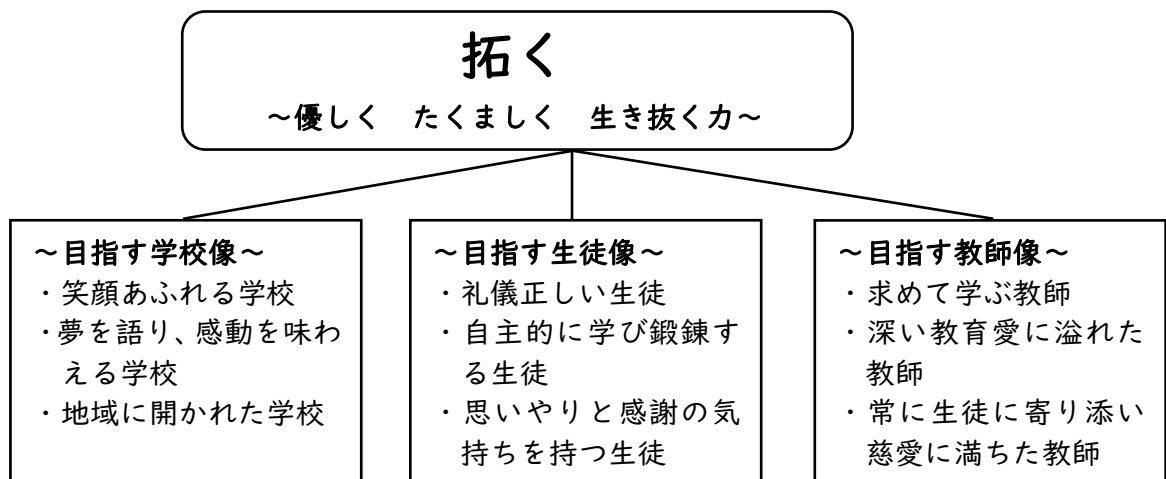 拓く
～優しく　たくましく　生き抜く力～
～目指す学校像～
・笑顔あふれる学校
・夢を語り、感動を味わ
える学校
・地域に開かれた学校
～目指す生徒像～
・礼儀正しい生徒
・自主的に学び鍛錬す
る生徒
・思いやりと感謝の気
持ちを持つ生徒
～目指す教師像～
・求めて学ぶ教師
・深い教育愛に溢れた
教師
・常に生徒に寄り添い
慈愛に満ちた教師